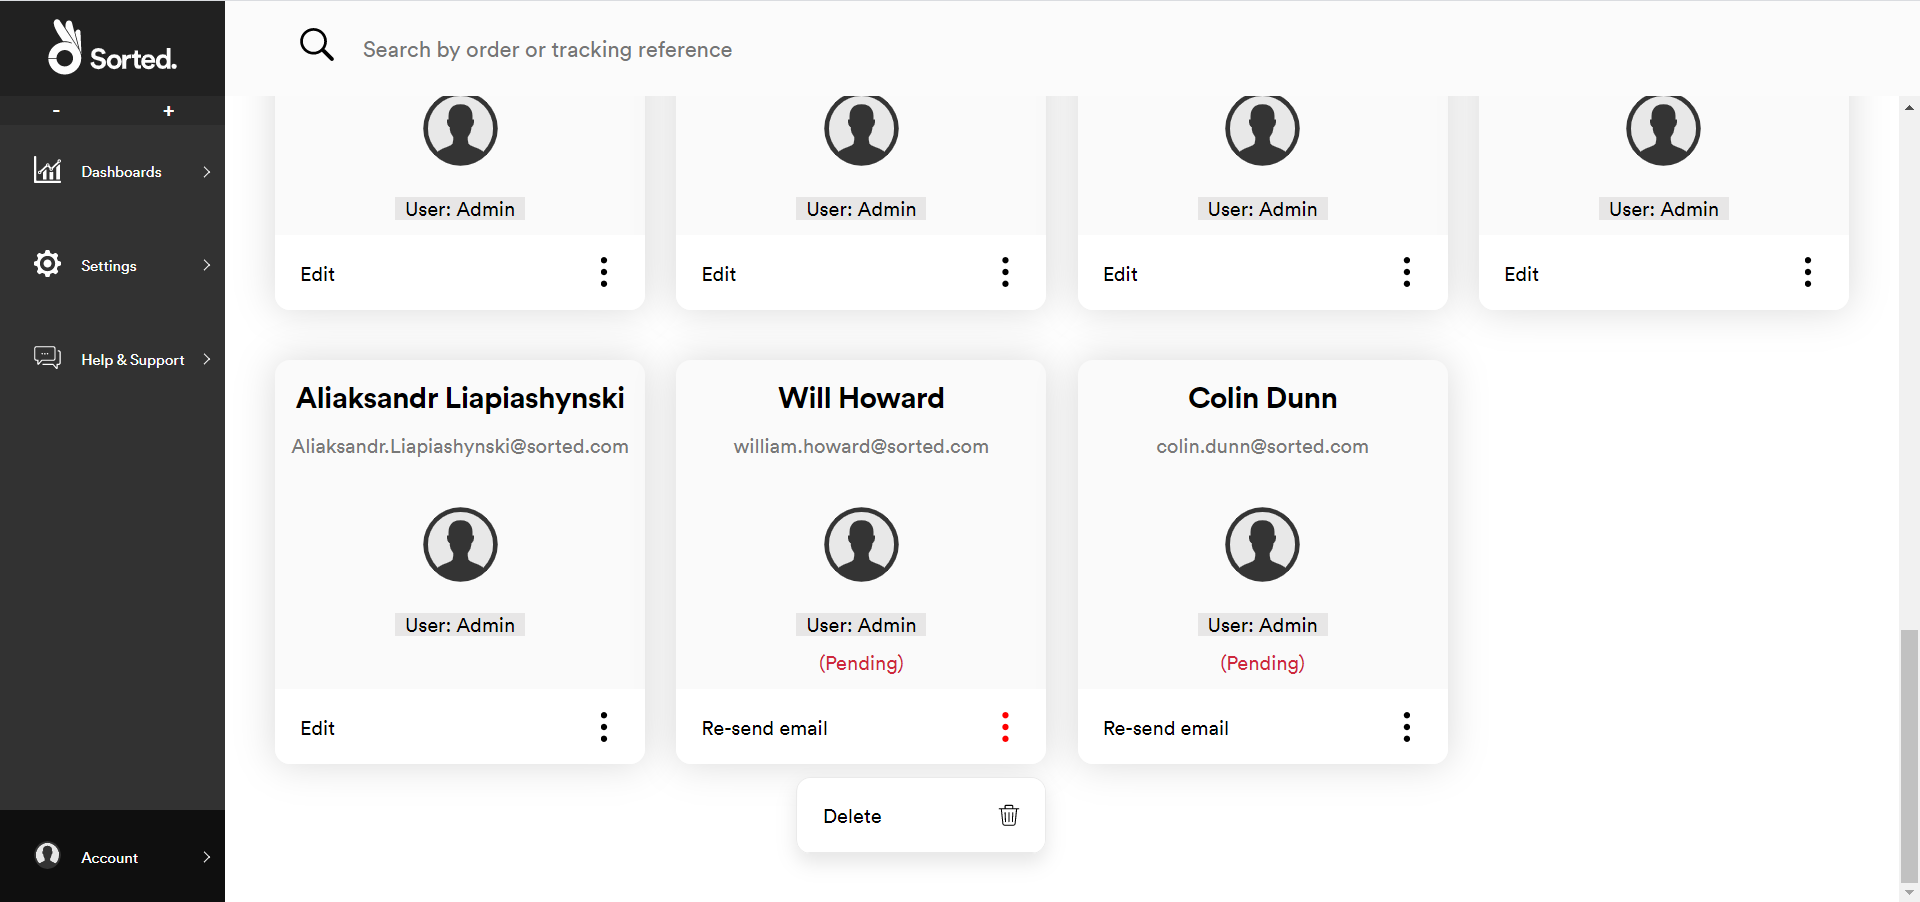 Sorted.
Search by order or tracking reference
- +
Dashboards
Settings
Help & Support
Account
User: Admin
Edit
User: Admin
Edit
User: Admin
Edit
User: Admin
Edit
Aliaksandr Liapiashynski
Aliaksandr.Liapiashynski@sorted.com
User: Admin
Edit
Will Howard
william.howard@sorted.com
User: Admin
(Pending)
Re-send email
Delete
Colin Dunn
colin.dunn@sorted.com
User: Admin
(Pending)
Re-send email